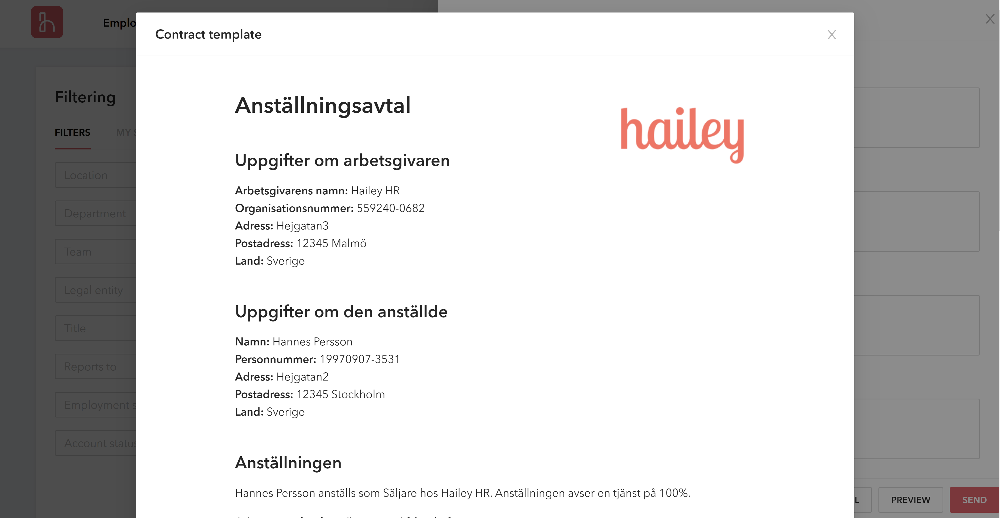 Emplo
Contract template
X
X
Filtering
FILTERS
MY S
Location
Department
Team
Legal entity
Title
Reports to
Employment s
Account status
Anställningsavtal
hailey
Uppgifter om arbetsgivaren
Arbetsgivarens namn: Hailey HR
Organisationsnummer: 559240-0682
Adress: Hejgatan3
Postadress: 12345 Malmö
Land: Sverige
Uppgifter om den anställde
Namn: Hannes Persson
Personnummer: 19970907-3531
Adress: Hejgatan2
Postadress: 12345 Stockholm
Land: Sverige
Anställningen
Hannes Persson anställs som Säljare hos Hailey HR. Anställningen avser en tjänst på 100%.
L
PREVIEW
SEND